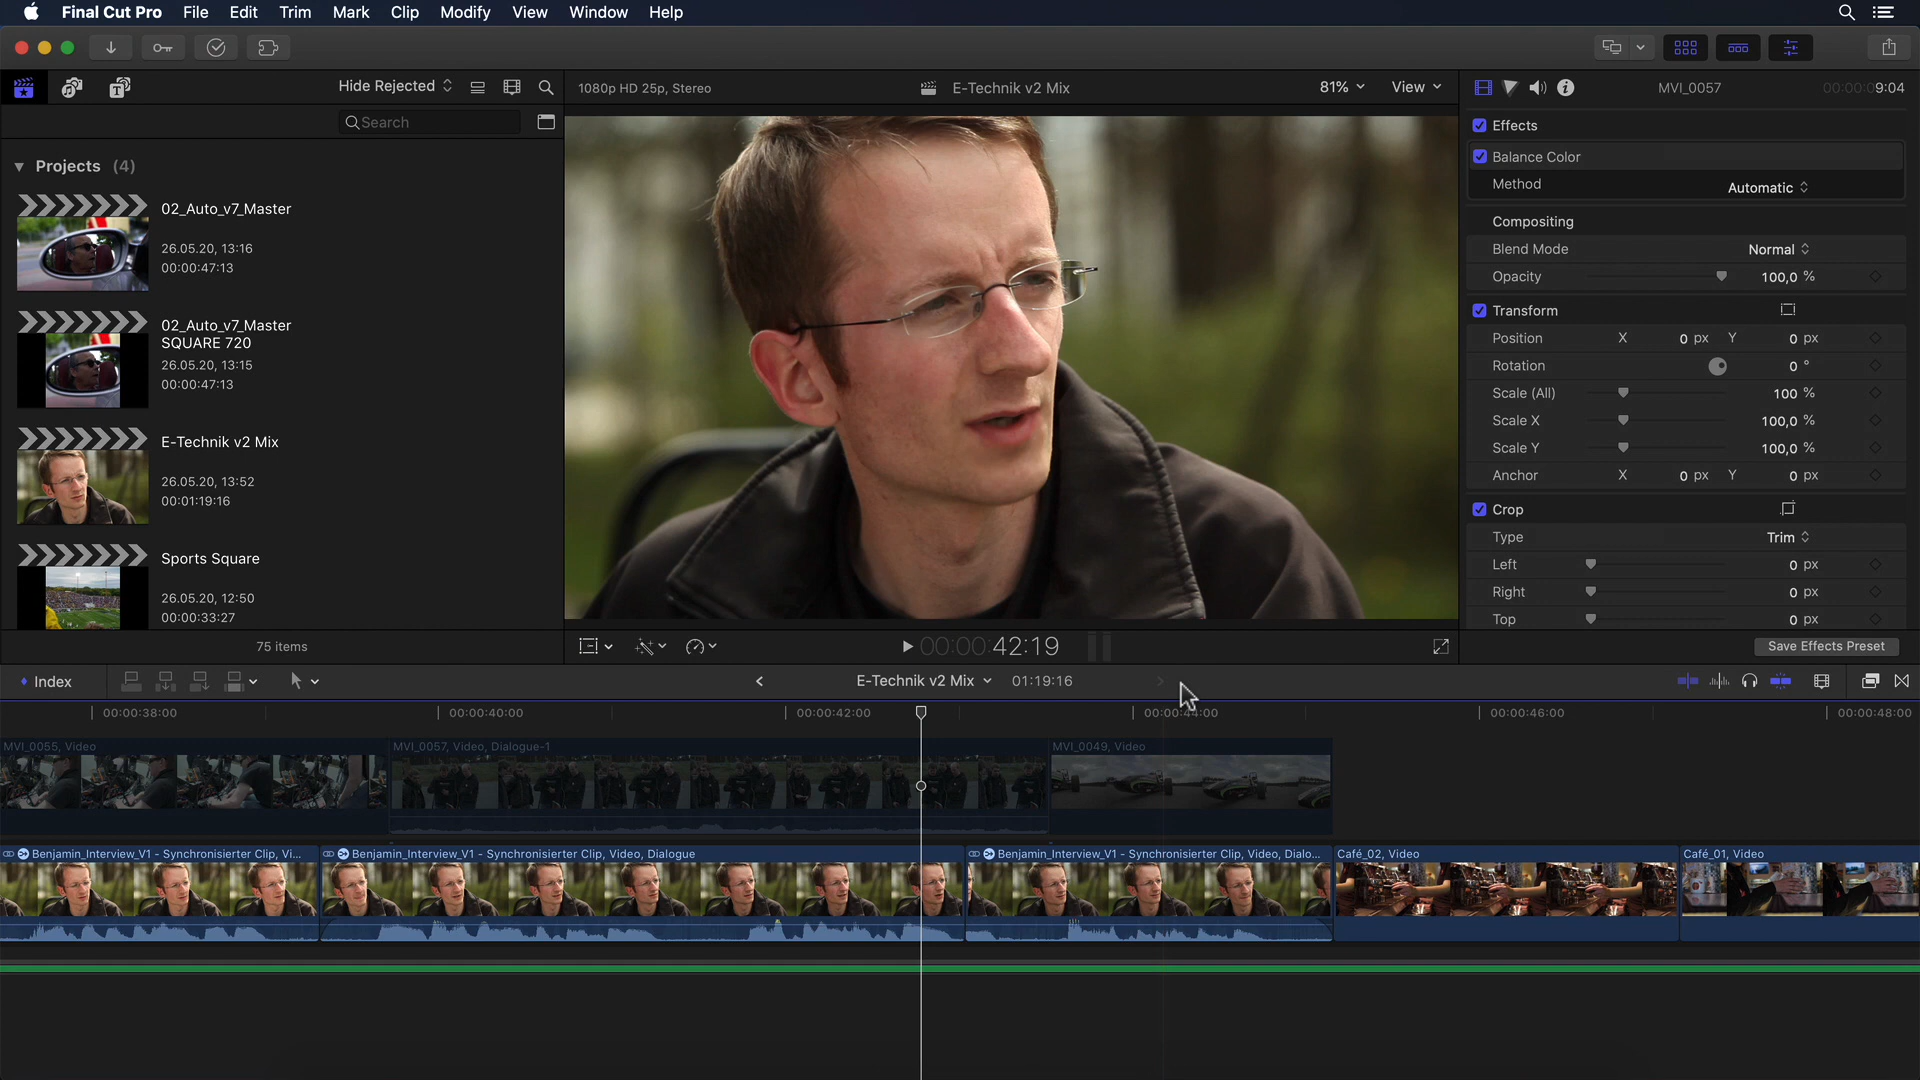 Final Cut Pro File Edit Trim Mark Clip Modify View Window Help
Hide Rejected
1080p HD 25p, Stereo
E-Technik v2 Mix
81%
View
MVI_0057
00:00:09:04
Search
Projects (4)
02_Auto_v7_Master
26.05.20, 13:16
00:00:47:13
02_Auto_v7_Master
SQUARE 720
26.05.20, 13:15
00:00:47:13
E-Technik v2 Mix
26.05.20, 13:52
00:01:19:16
Sports Square
26.05.20, 12:50
00:00:33:27
75 items
Effects
Balance Color
Method Automatic
Compositing
Blend Mode Normal
Opacity 100,0 %
Transform
Position X 0 px Y 0 px
Rotation 0 °
Scale (All) 100 %
Scale X 100,0 %
Scale Y 100,0 %
Anchor X 0 px Y 0 px
Crop
Type Trim
Left 0 px
Right 0 px
Top 0 px
Save Effects Preset
00:00:42:19
Index
E-Technik v2 Mix 01:19:16
00:00:38:00 00:00:40:00 00:00:42:00 00:00:44:00 00:00:46:00 00:00:48:00
MVI_0055, Video MVI_0057, Video, Dialogue-1 MVI_0049, Video
Benjamin_Interview_V1 - Synchronisierter Clip, Vi... Benjamin_Interview_V1 - Synchronisierter Clip, Video, Dialogue Benjamin_Interview_V1 - Synchronisierter Clip, Video, Dialo... Café_02, Video Café_01, Video